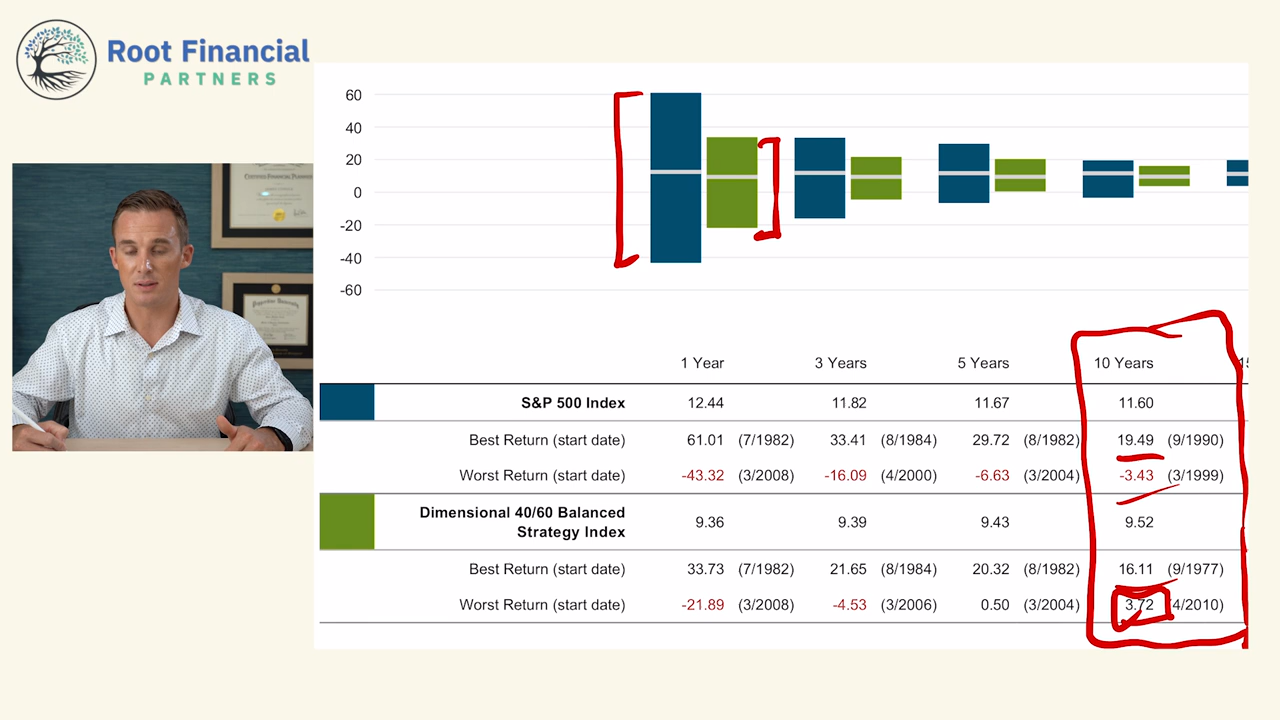 Root Financial
PARTNERS
60
40
20
0
-20
-40
-60
1 Year 3 Years 5 Years 10 Years 15
S&P 500 Index 12.44 11.82 11.67 11.60
Best Return (start date) 61.01 (7/1982) 33.41 (8/1984) 29.72 (8/1982) 19.49 (9/1990)
Worst Return (start date) -43.32 (3/2008) -16.09 (4/2000) -6.63 (3/2004) -3.43 (3/1999)
Dimensional 40/60 Balanced
Strategy Index 9.36 9.39 9.43 9.52
Best Return (start date) 33.73 (7/1982) 21.65 (8/1984) 20.32 (8/1982) 16.11 (9/1977)
Worst Return (start date) -21.89 (3/2008) -4.53 (3/2006) 0.50 (3/2004) 3.72 (4/2010)